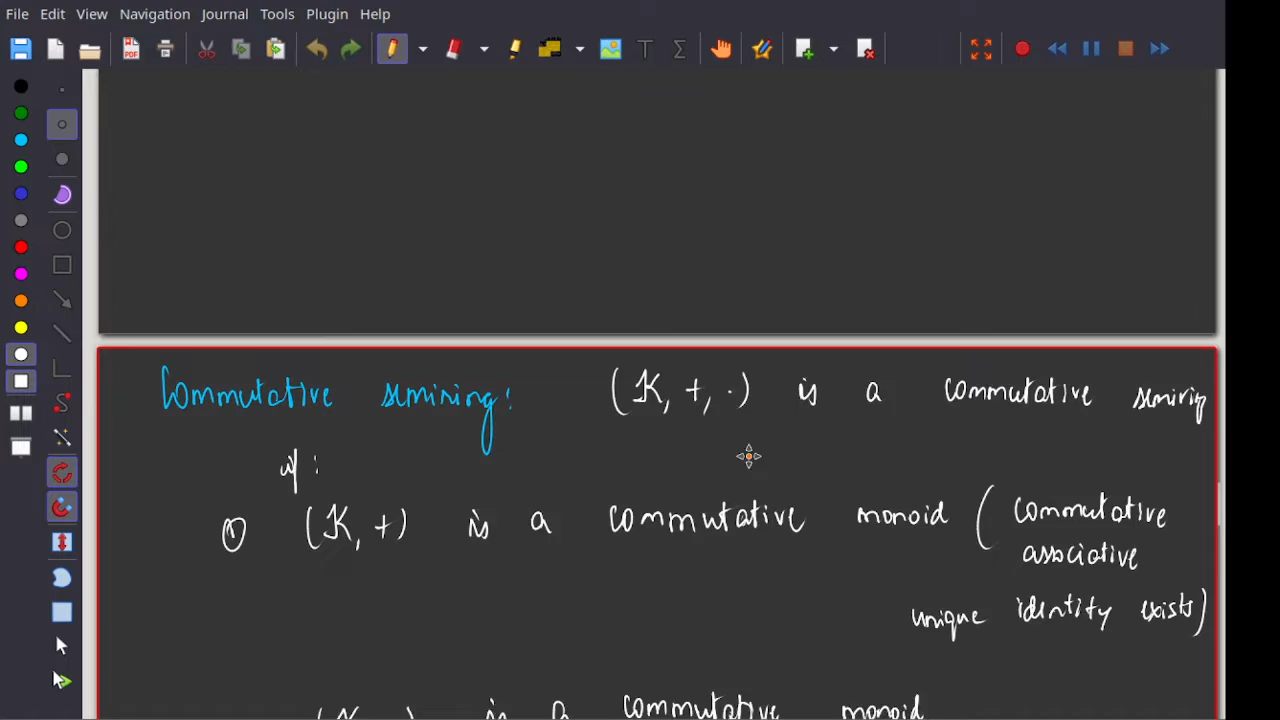 File Edit View Navigation Journal Tools Plugin Help
Commutative semiring: (K, +, ·) is a commutative semiring
if:
① (K, +) is a commutative monoid (commutative
associative
unique identity exists)
is a commutative monoid